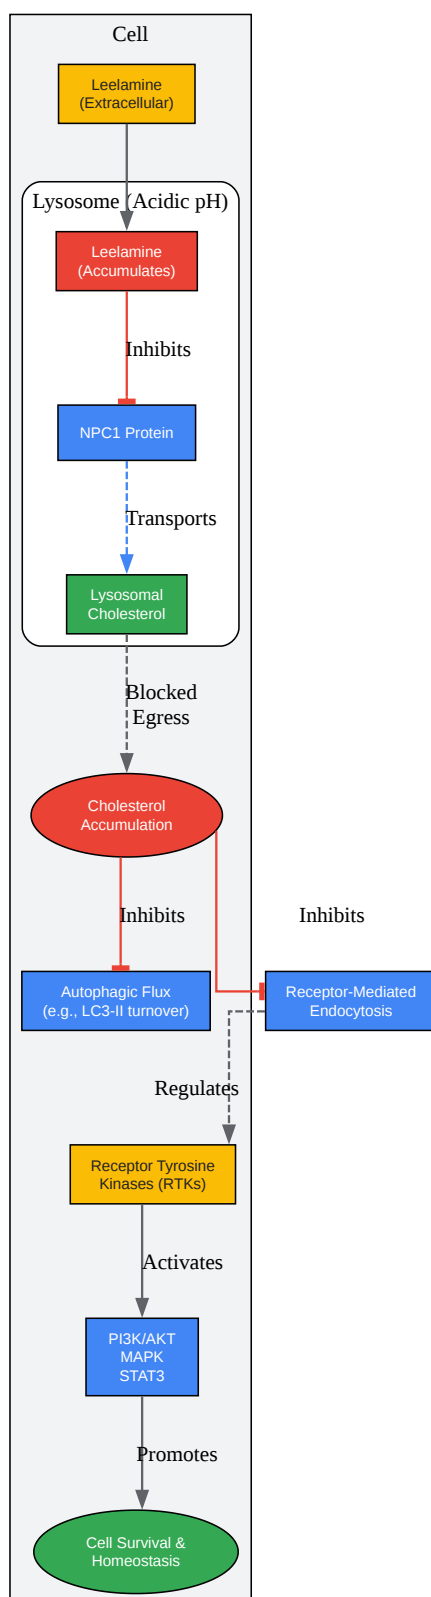 Cell
Leelamine
(Extracellular)
Lysosome (Acidic pH)
Leelamine
(Accumulates)
Inhibits
NPC1 Protein
Transports
Lysosomal
Cholesterol
Blocked
Egress
Cholesterol
Accumulation
Inhibits
Inhibits
Autophagic Flux
(e.g., LC3-II turnover)
Receptor-Mediated
Endocytosis
Regulates
Receptor Tyrosine
Kinases (RTKs)
Activates
PI3K/AKT
MAPK
STAT3
Promotes
Cell Survival &
Homeostasis